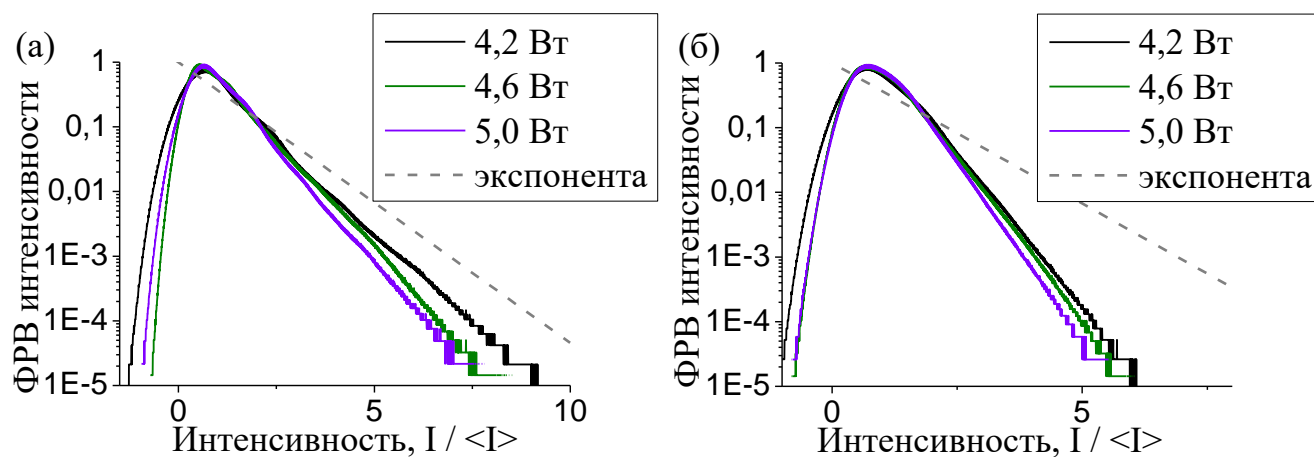 (а)
4,2 Вт
4,6 Вт
5,0 Вт
экспонента
ФРВ интенсивности
1
0,1
0,01
1E-3
1E-4
1E-5
0
5
10
Интенсивность, I / <I>
(б)
4,2 Вт
4,6 Вт
5,0 Вт
экспонента
ФРВ интенсивности
1
0,1
0,01
1E-3
1E-4
1E-5
0
5
Интенсивность, I / <I>